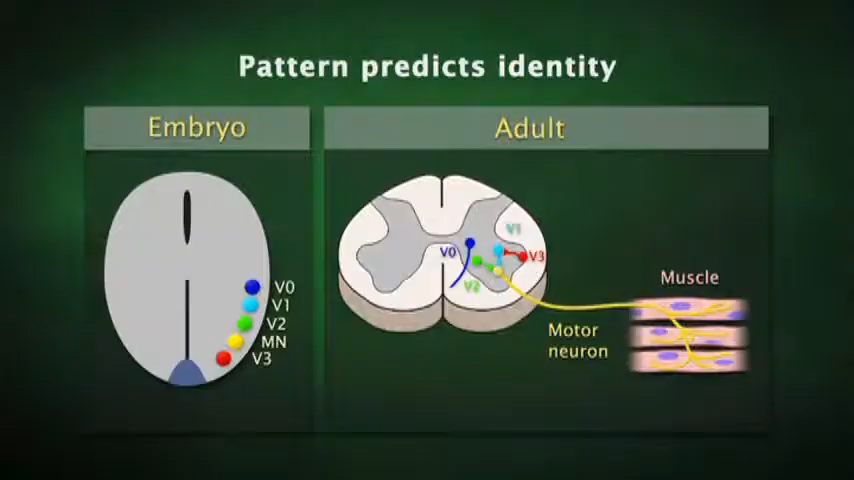 Pattern predicts identity
Embryo
Adult
V0
V1
V2
MN
V3
V1
V0
V3
V2
Muscle
Motor
neuron